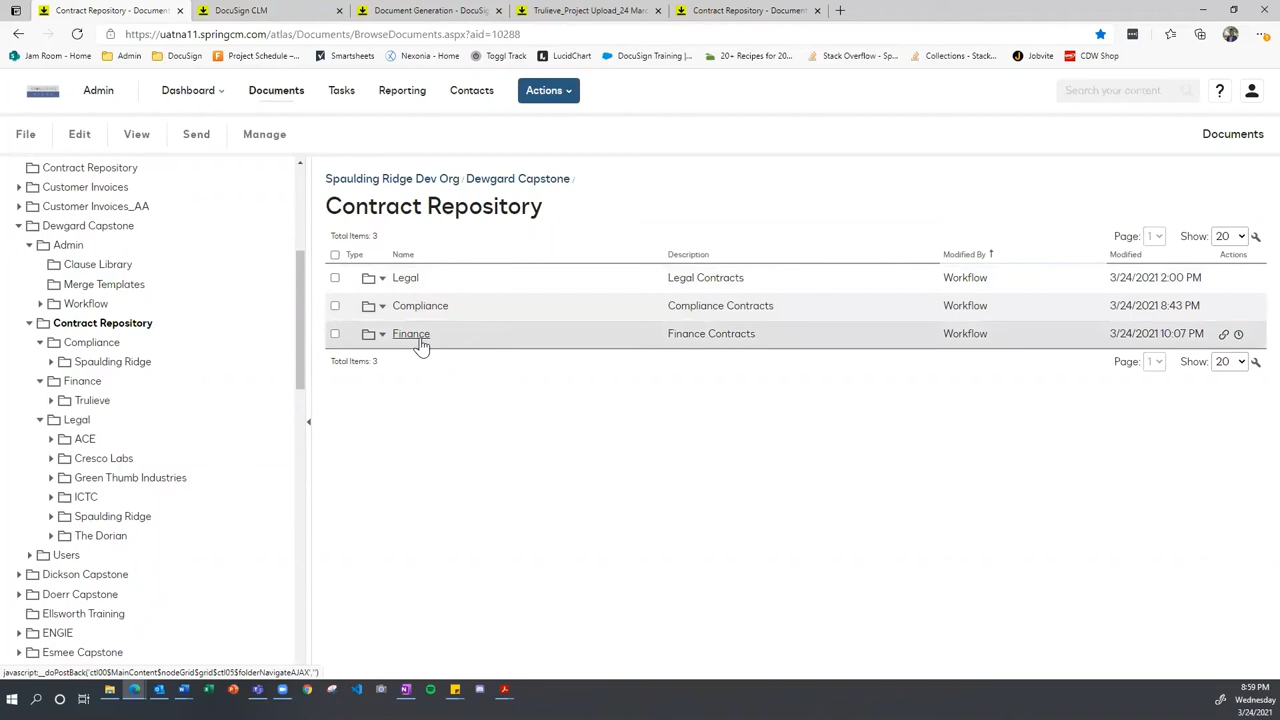 Contract Repository - Document:
DocuSign CLM
Document Generation - DocuSig
Trulieve_Project Upload_24 Marc
Contract Repository - Document:
https://uatna11.springcm.com/atlas/Documents/BrowseDocuments.aspx?aid=10288
Jam Room - Home
Admin
DocuSign
Project Schedule –...
Smartsheets
Nexonia - Home
Toggl Track
LucidChart
DocuSign Training |...
20+ Recipes for 20...
Stack Overflow - Sp...
Collections - Stack...
Jobvite
CDW Shop
Admin
Dashboard
Documents
Tasks
Reporting
Contacts
Actions
Search your content
?
File
Edit
View
Send
Manage
Documents
Contract Repository
Customer Invoices
Customer Invoices_AA
Dewgard Capstone
Admin
Clause Library
Merge Templates
Workflow
Contract Repository
Compliance
Spaulding Ridge
Finance
Trulieve
Legal
ACE
Cresco Labs
Green Thumb Industries
ICTC
Spaulding Ridge
The Dorian
Users
Dickson Capstone
Doerr Capstone
Ellsworth Training
ENGIE
Esmee Capstone
Spaulding Ridge Dev Org / Dewgard Capstone /
Contract Repository
Total Items: 3
Page: 1
Show: 20
Type Name Description Modified By Modified Actions
Legal Legal Contracts Workflow 3/24/2021 2:00 PM
Compliance Compliance Contracts Workflow 3/24/2021 8:43 PM
Finance Finance Contracts Workflow 3/24/2021 10:07 PM
Total Items: 3
Page: 1
Show: 20
javascript:__doPostBack('ctl00$MainContent$nodeGrid$grid$ctl05$folderNavigateAJAX','')
8:59 PM
Wednesday
3/24/2021